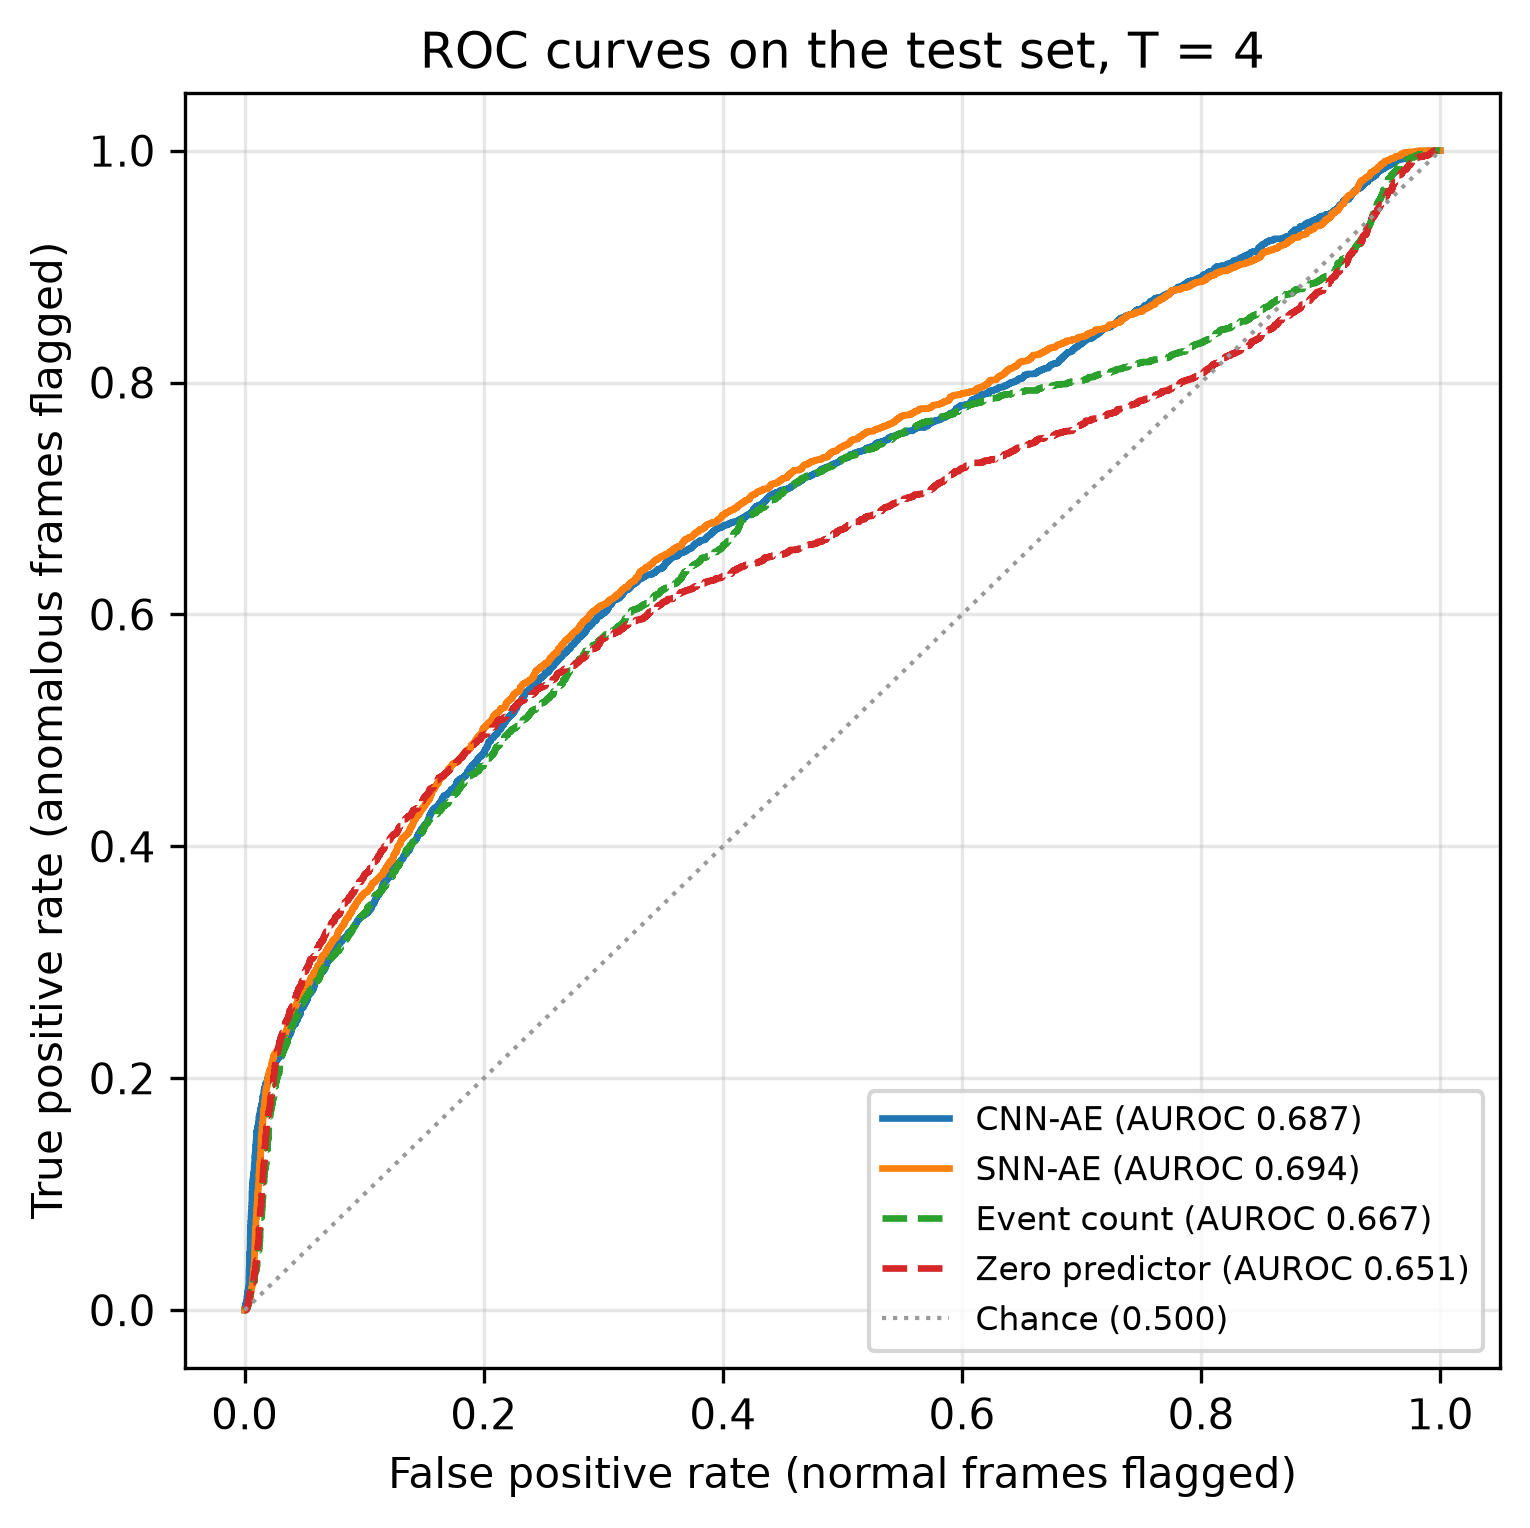 ROC curves on the test set, T = 4
True positive rate (anomalous frames flagged)
1.0
0.8
0.6
0.4
0.2
0.0
CNN-AE (AUROC 0.687)
SNN-AE (AUROC 0.694)
Event count (AUROC 0.667)
Zero predictor (AUROC 0.651)
Chance (0.500)
0.0 0.2 0.4 0.6 0.8 1.0
False positive rate (normal frames flagged)